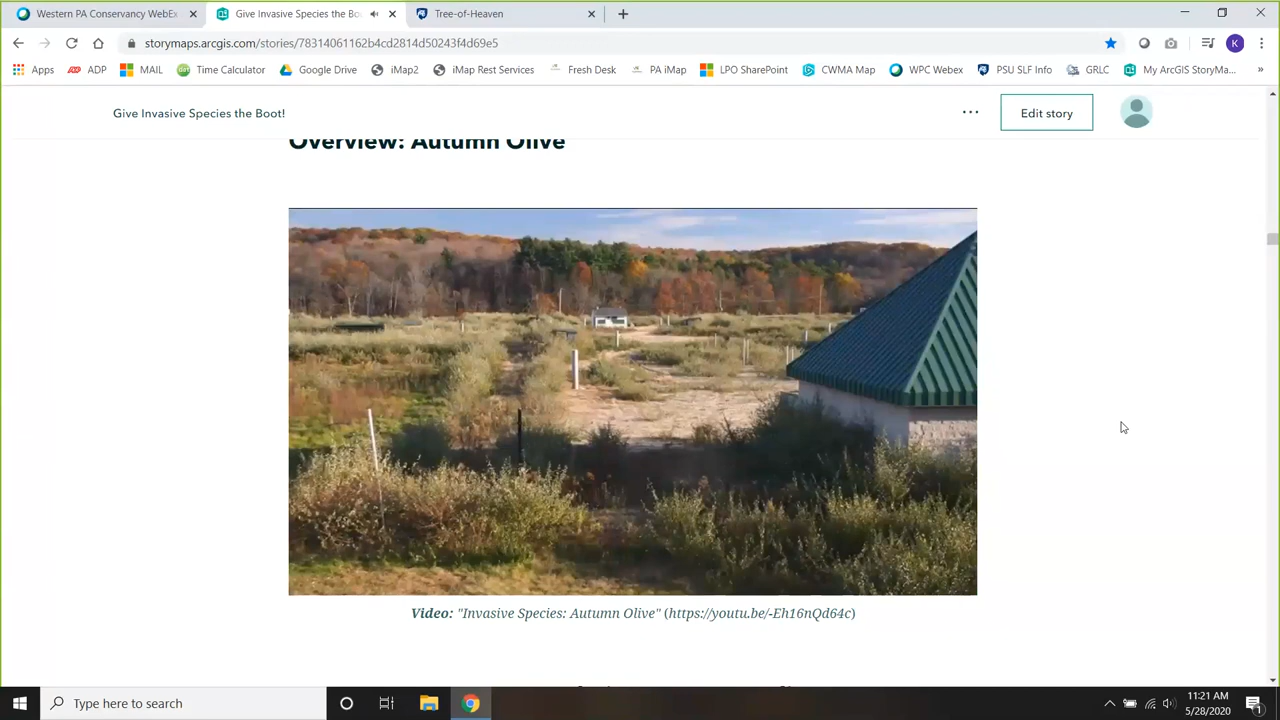 Western PA Conservancy WebEx
Give Invasive Species the Boo
Tree-of-Heaven
storymaps.arcgis.com/stories/78314061162b4cd2814d50243f4d69e5
K
Apps ADP MAIL Time Calculator Google Drive iMap2 iMap Rest Services Fresh Desk PA iMap LPO SharePoint CWMA Map WPC Webex PSU SLF Info GRLC My ArcGIS StoryMa... »
Give Invasive Species the Boot!
... Edit story
Overview: Autumn Olive
Video: "Invasive Species: Autumn Olive" (https://youtu.be/-Eh16nQd64c)
Type here to search
11:21 AM
5/28/2020
1